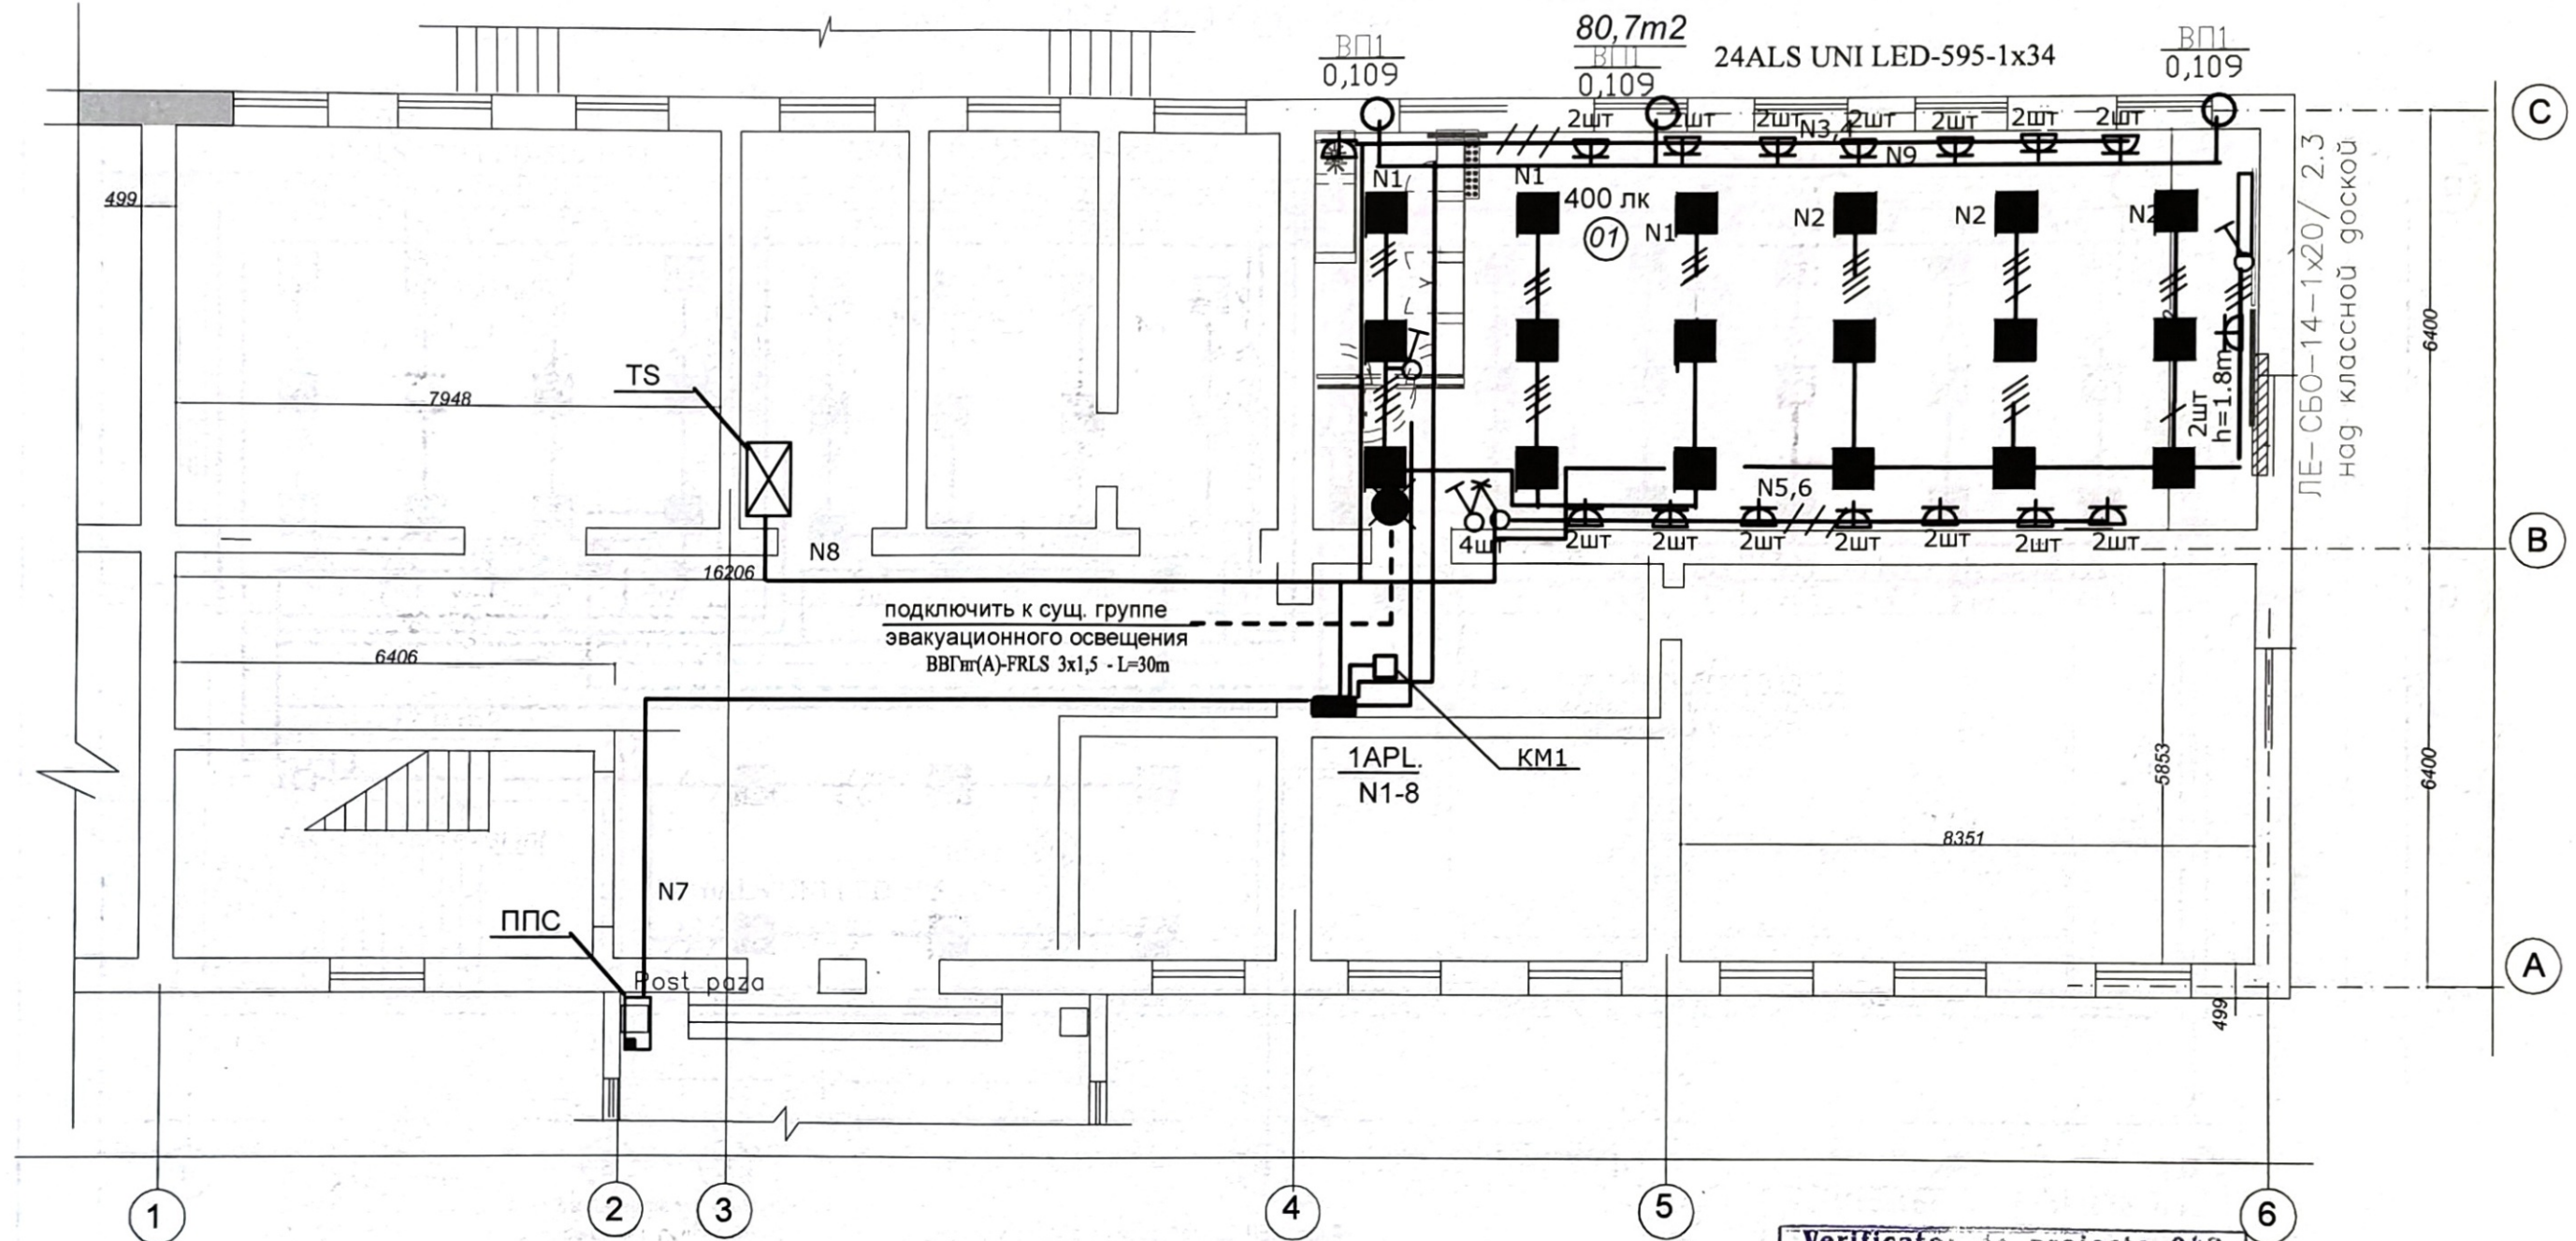 80,7m2
ВП1
0,109
ВП1
0,109
24ALS UNI LED-595-1x34
ВП1
0,109
C
2шт
2шт
2шт
2шт
2шт
2шт
2шт
N3,4
N9
N1
N1
400 лк
01
N1
N2
N2
N2
499
ЛЕ-СБО-14-1x20/ 2.3
над классной доской
6400
TS
7948
2шт
h=1.8m
N5,6
4шт
2шт
2шт
2шт
2шт
2шт
2шт
2шт
B
N8
16206
подключить к сущ. группе
эвакуационного освещения
ВВГнг(А)-FRLS 3x1,5 - L=30m
6406
1APL.
N1-8
KM1
5853
6400
8351
N7
ППС
Post paza
A
499
1
2
3
4
5
6